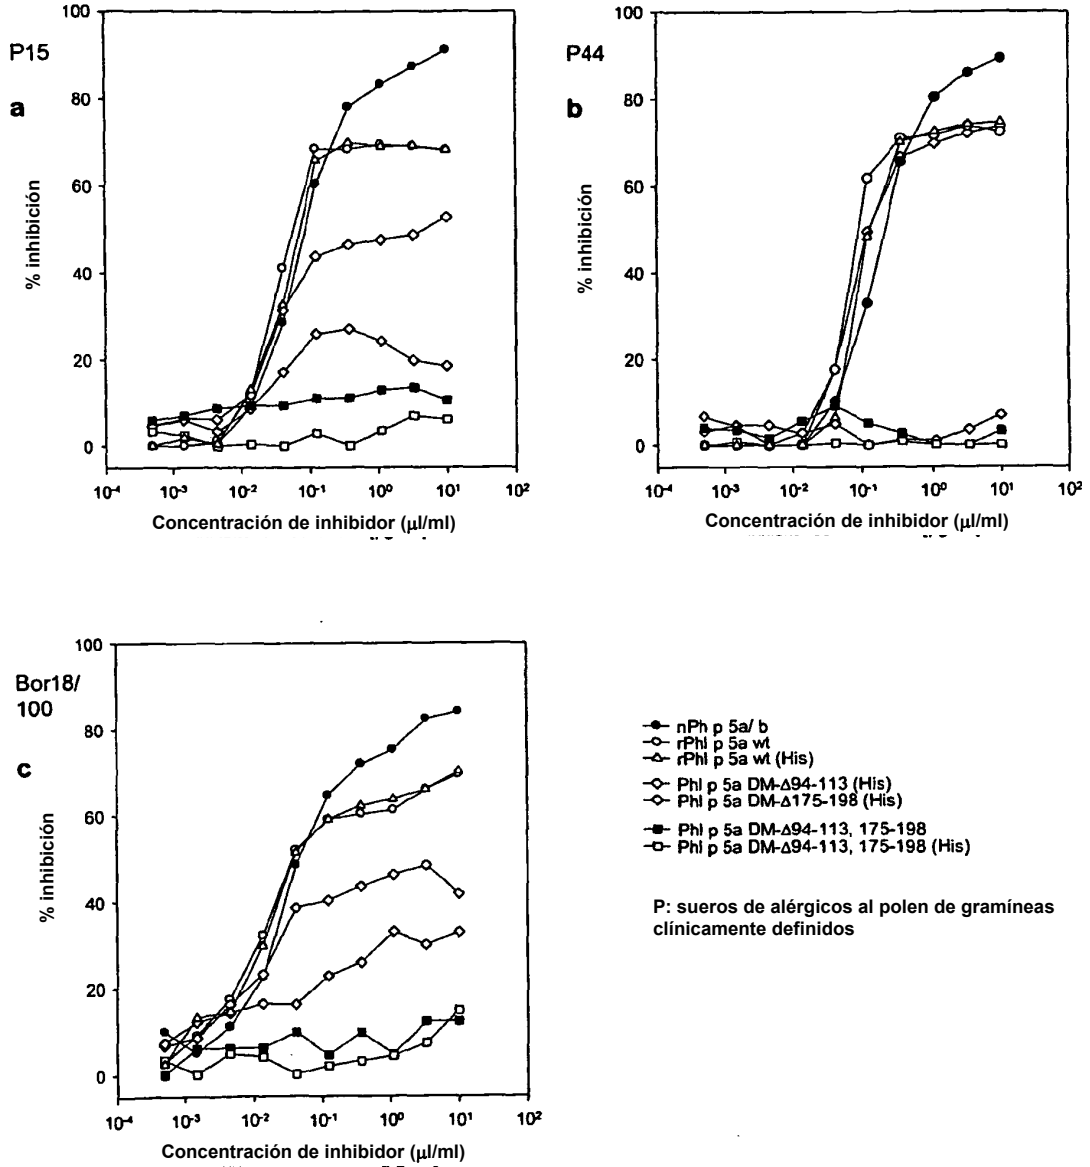 P15
a
% inhibición
100
80
60
40
20
0
10⁻⁴ 10⁻³ 10⁻² 10⁻¹ 10⁰ 10¹ 10²
Concentración de inhibidor (μl/ml)
P44
b
% inhibición
100
80
60
40
20
0
10⁻⁴ 10⁻³ 10⁻² 10⁻¹ 10⁰ 10¹ 10²
Concentración de inhibidor (μl/ml)
Bor18/
100
c
% inhibición
100
80
60
40
20
0
10⁻⁴ 10⁻³ 10⁻² 10⁻¹ 10⁰ 10¹ 10²
Concentración de inhibidor (μl/ml)
nPh p 5a/ b
rPhl p 5a wt
rPhl p 5a wt (His)
Phl p 5a DM-Δ94-113 (His)
Phl p 5a DM-Δ175-198 (His)
Phl p 5a DM-Δ94-113, 175-198
Phl p 5a DM-Δ94-113, 175-198 (His)
P: sueros de alérgicos al polen de gramíneas
clínicamente definidos